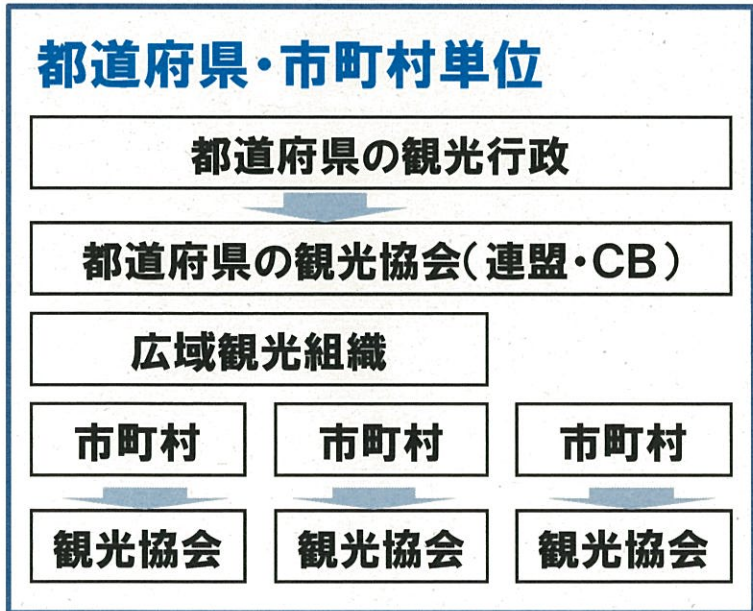 都道府県・市町村単位
都道府県の観光行政
都道府県の観光協会(連盟・CB)
広域観光組織
市町村 市町村 市町村
観光協会 観光協会 観光協会